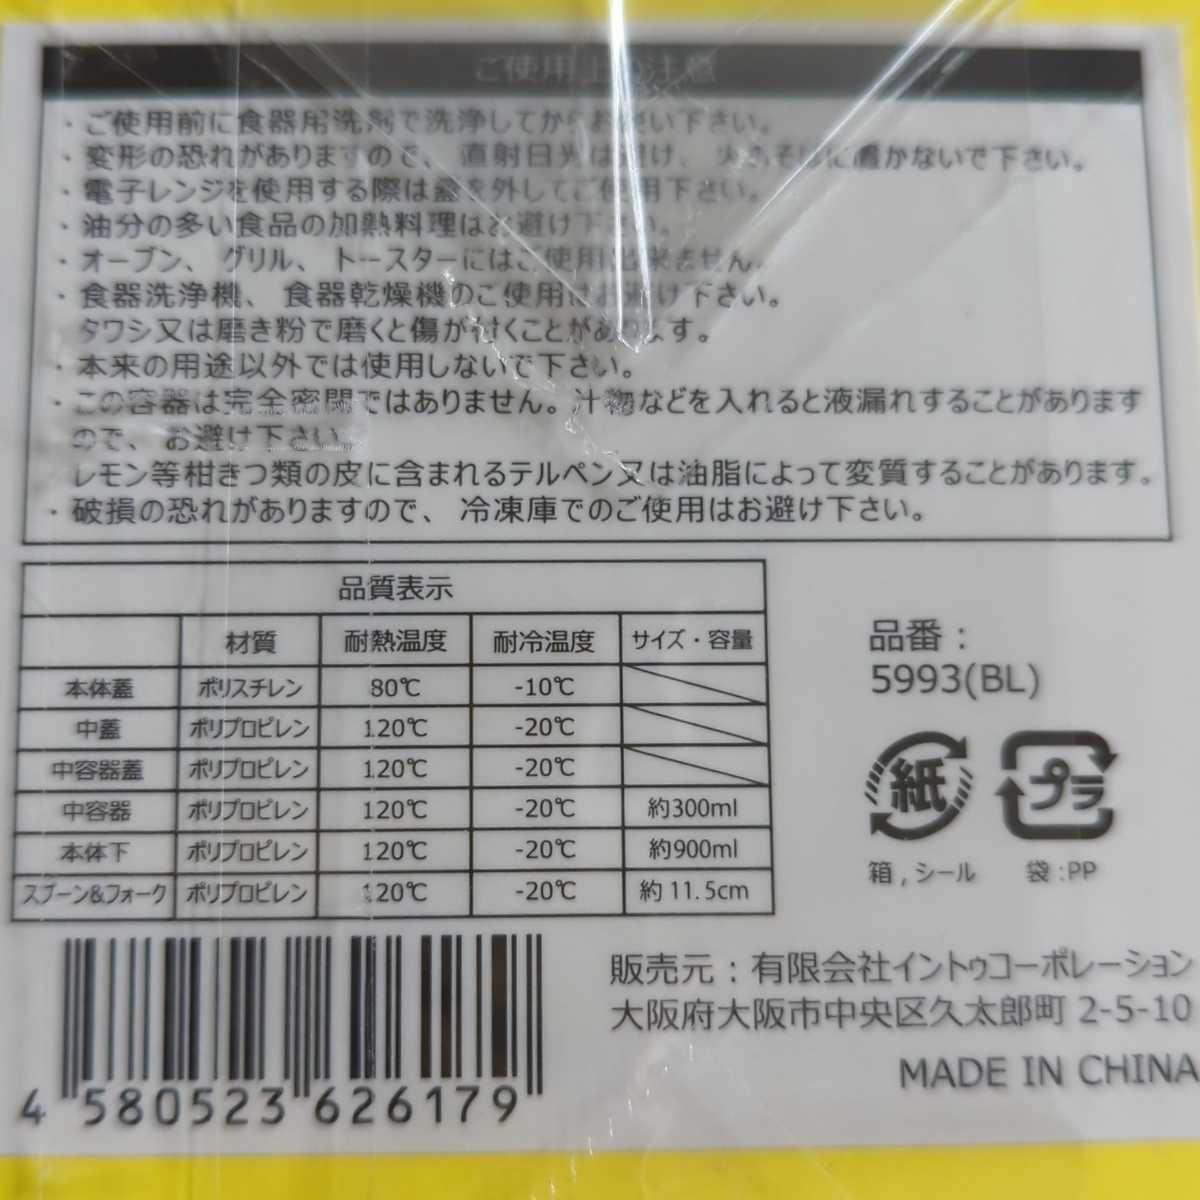 ご使用上の注意
・ご使用前に食器用洗剤で洗浄してからお使い下さい。
・変形の恐れがありますので、直射日光は避け、火のそばに置かないで下さい。
・電子レンジを使用する際は蓋を外してご使用下さい。
・油分の多い食品の加熱料理はお避け下さい。
・オーブン、グリル、トースターにはご使用出来ません。
・食器洗浄機、食器乾燥機のご使用はお避け下さい。
タワシ又は磨き粉で磨くと傷が付くことがあります。
・本来の用途以外では使用しないで下さい。
・この容器は完全密閉ではありません。汁物などを入れると液漏れすることがあります
ので、お避け下さい。
レモン等柑きつ類の皮に含まれるテルペン又は油脂によって変質することがあります。
・破損の恐れがありますので、冷凍庫でのご使用はお避け下さい。
品質表示
材質 耐熱温度 耐冷温度 サイズ・容量
本体蓋 ポリスチレン 80℃ -10℃
中蓋 ポリプロピレン 120℃ -20℃
中容器蓋 ポリプロピレン 120℃ -20℃
中容器 ポリプロピレン 120℃ -20℃ 約300ml
本体下 ポリプロピレン 120℃ -20℃ 約900ml
スプーン&フォーク ポリプロピレン 120℃ -20℃ 約11.5cm
品番：
5993(BL)
紙 プラ
箱,シール 袋:PP
4 580523 626179
販売元：有限会社イントゥコーポレーション
大阪府大阪市中央区久太郎町 2-5-10
MADE IN CHINA